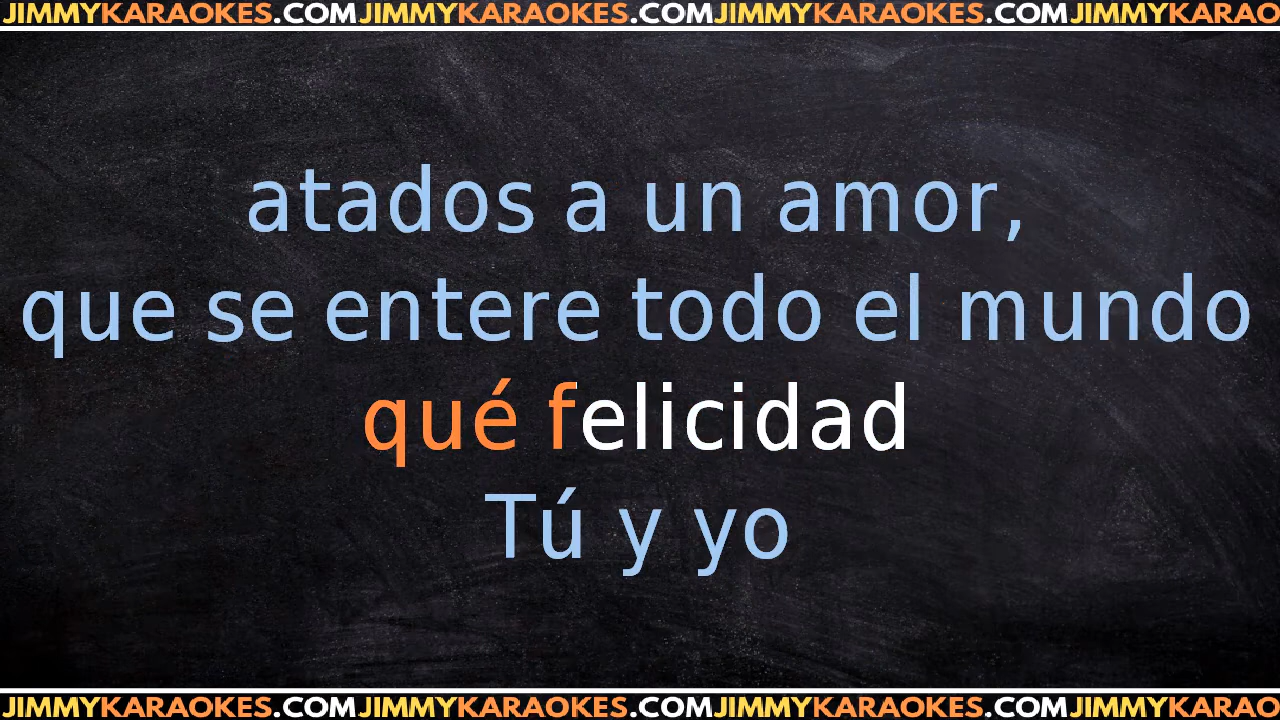 JIMMYKARAOKES.COMJIMMYKARAOKES.COMJIMMYKARAOKES.COMJIMMYKARAO
atados a un amor,
que se entere todo el mundo
qué felicidad
Tú y yo
JIMMYKARAOKES.COMJIMMYKARAOKES.COMJIMMYKARAOKES.COMJIMMYKARAO